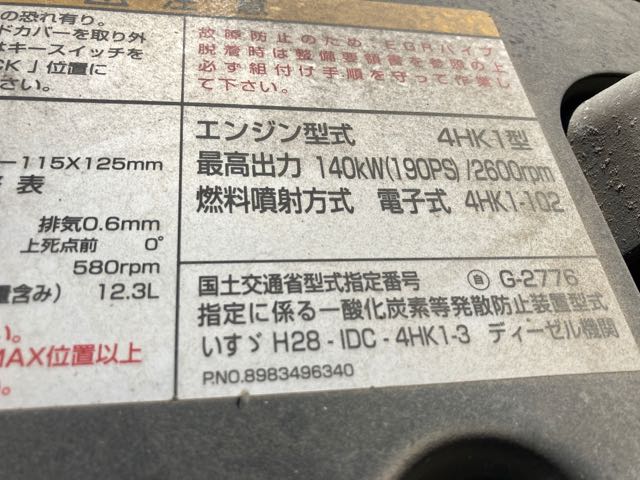 の恐れ有り。
ドカバーを取り外
はキースイッチを
CK」位置に
さい。
ー115X125mm
表
排気0.6mm
上死点前 0°
580rpm
量含み) 12.3L
い。
MAX位置以上
ん。
故障防止のため、EGRパイプ
脱着時は整備要領書を参照の上
必ず組付け手順を守って作業し
て下さい。
エンジン型式 4HK1型
最高出力 140kW(190PS)/2600rpm
燃料噴射方式 電子式 4HK1-102
国土交通省型式指定番号 自 G-2776
指定に係る一酸化炭素等発散防止装置型式
いすゞ H28-IDC-4HK1-3 ディーゼル機関
P.NO.8983496340